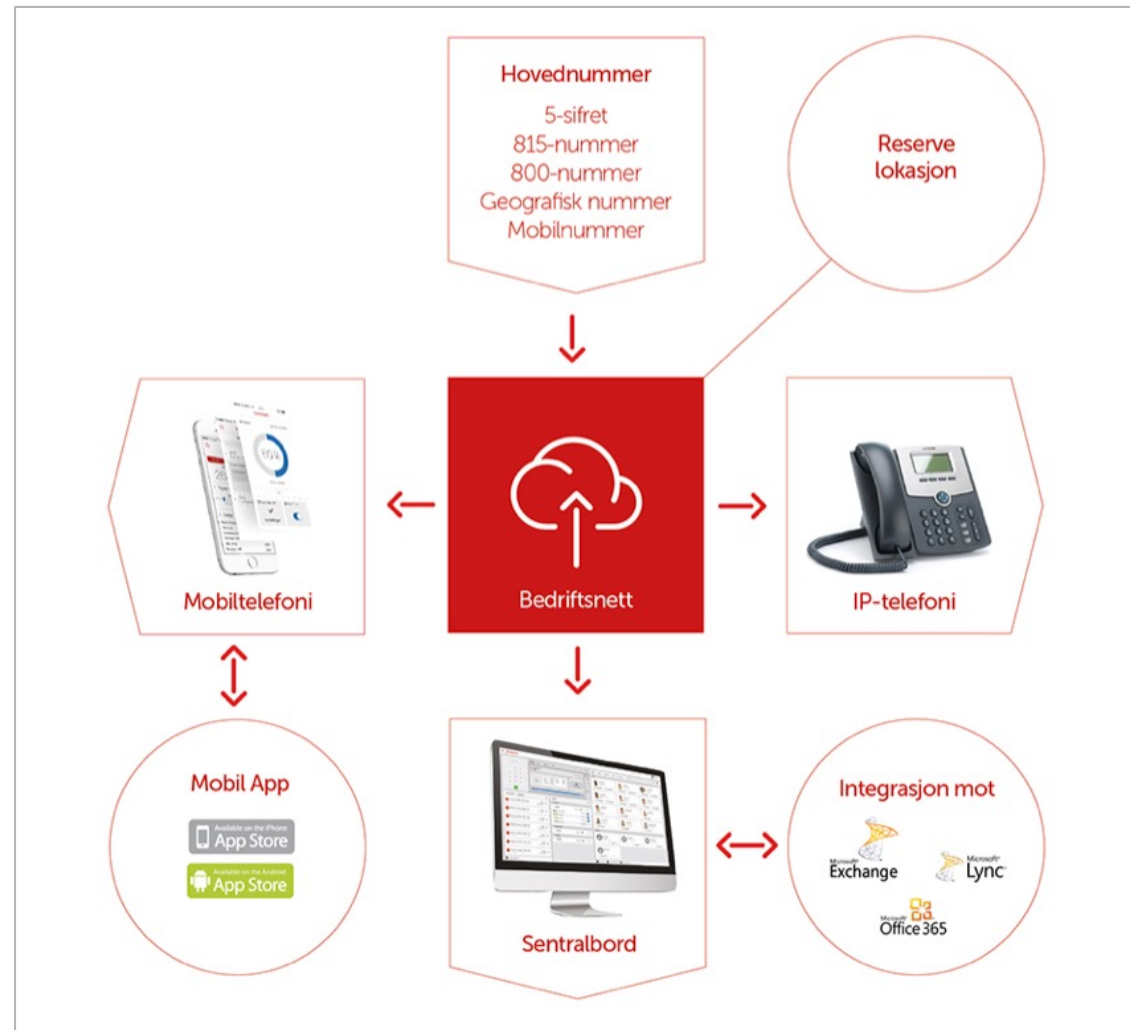 Hovednummer
5-sifret
815-nummer
800-nummer
Geografisk nummer
Mobilnummer
Reserve
lokasjon
Mobiltelefoni
Bedriftsnett
IP-telefoni
Mobil App
Available on the iPhone
App Store
Available on the Android
App Store
Sentralbord
Integrasjon mot
Microsoft®
Exchange
Microsoft®
Lync™
Microsoft®
Office 365